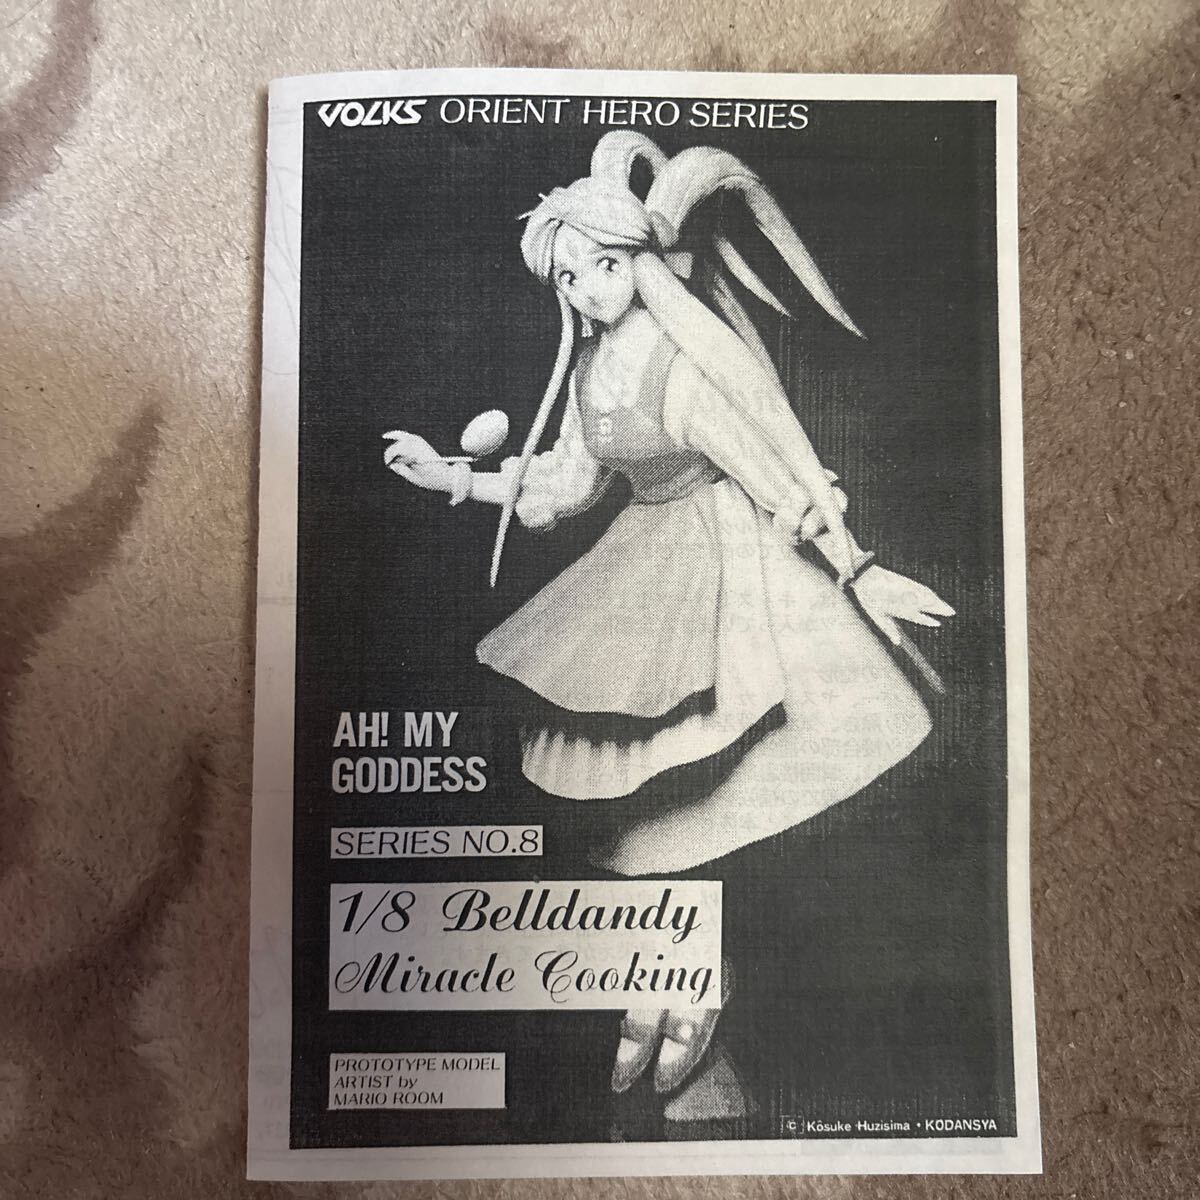 VOLKS ORIENT HERO SERIES
AH! MY
GODDESS
SERIES NO.8
1/8 Belldandy
Miracle Cooking
PROTOTYPE MODEL
ARTIST by
MARIO ROOM
© Kōsuke Huzisima・KODANSYA